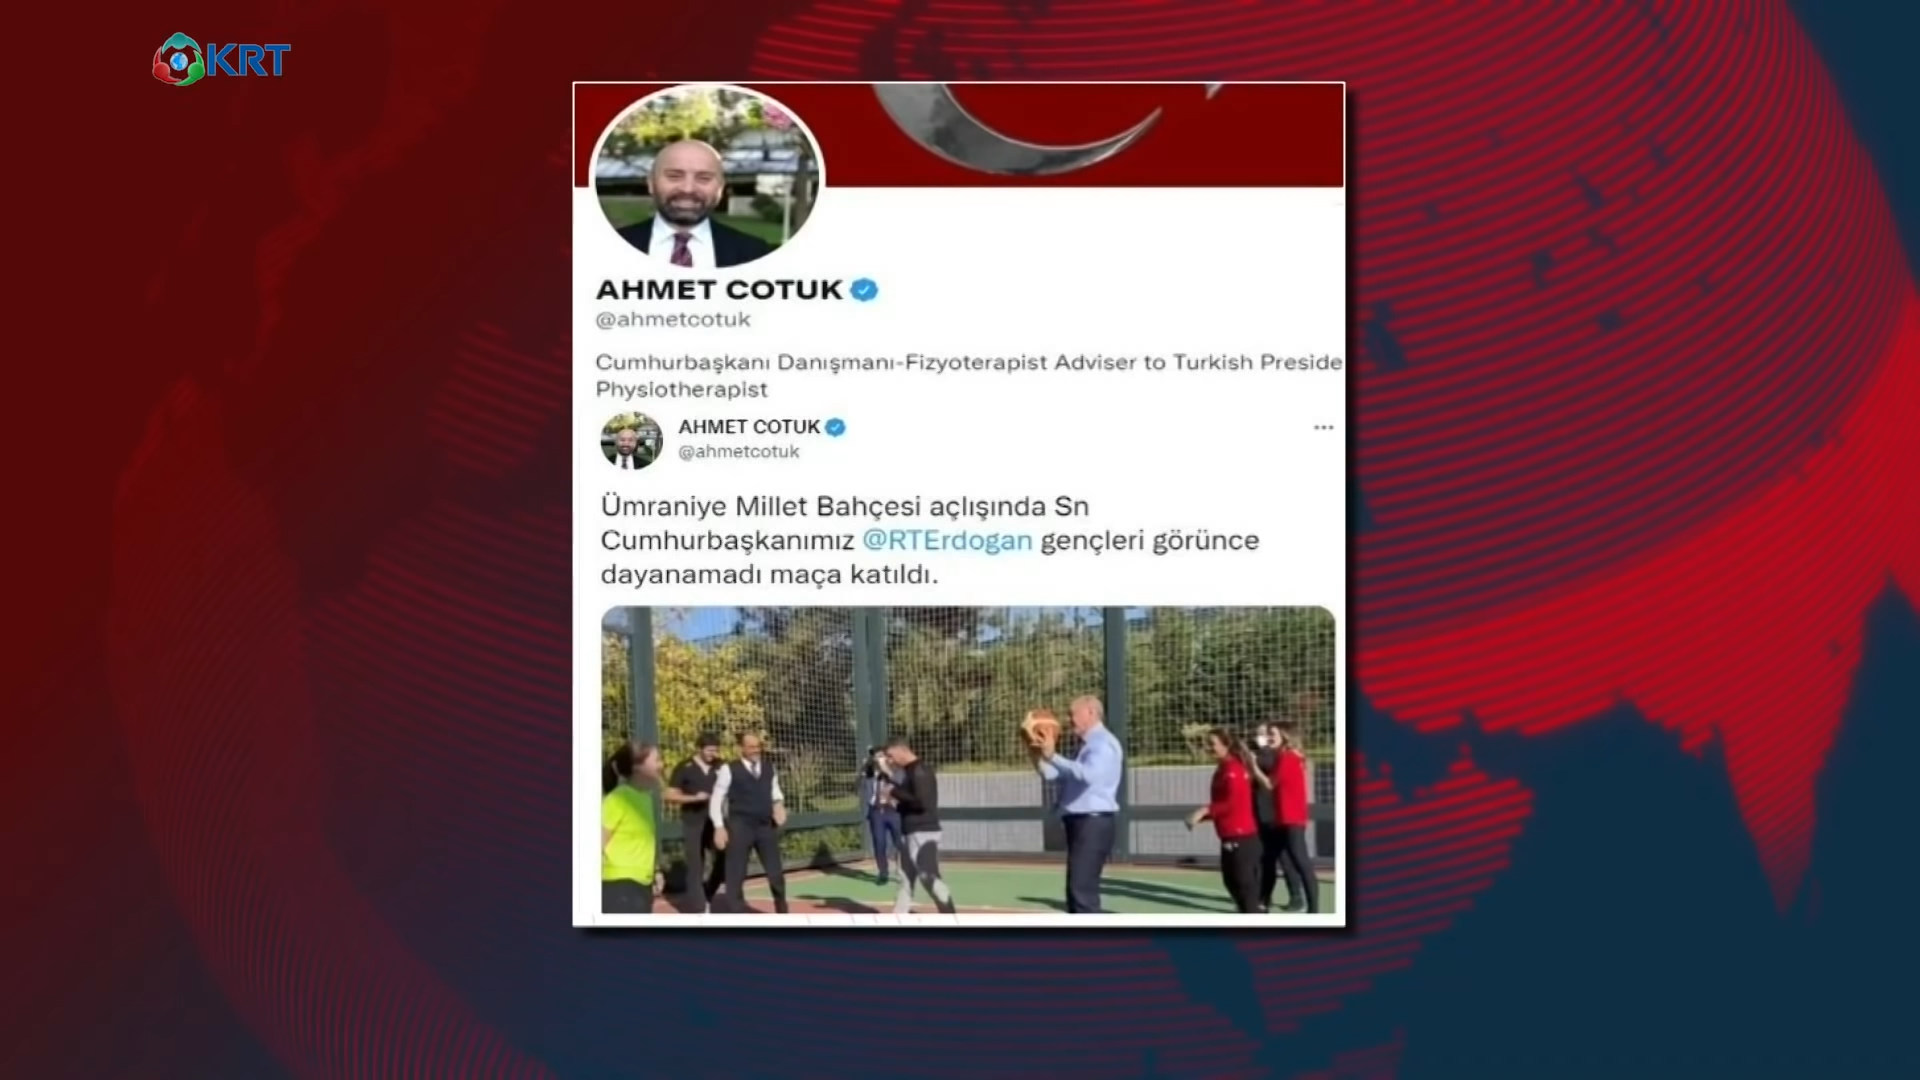 KRT
AHMET COTUK
@ahmetcotuk
Cumhurbaşkanı Danışmanı-Fizyoterapist Adviser to Turkish Preside
Physiotherapist
AHMET COTUK
@ahmetcotuk
Ümraniye Millet Bahçesi açlışında Sn
Cumhurbaşkanımız @RTErdogan gençleri görünce
dayanamadı maça katıldı.